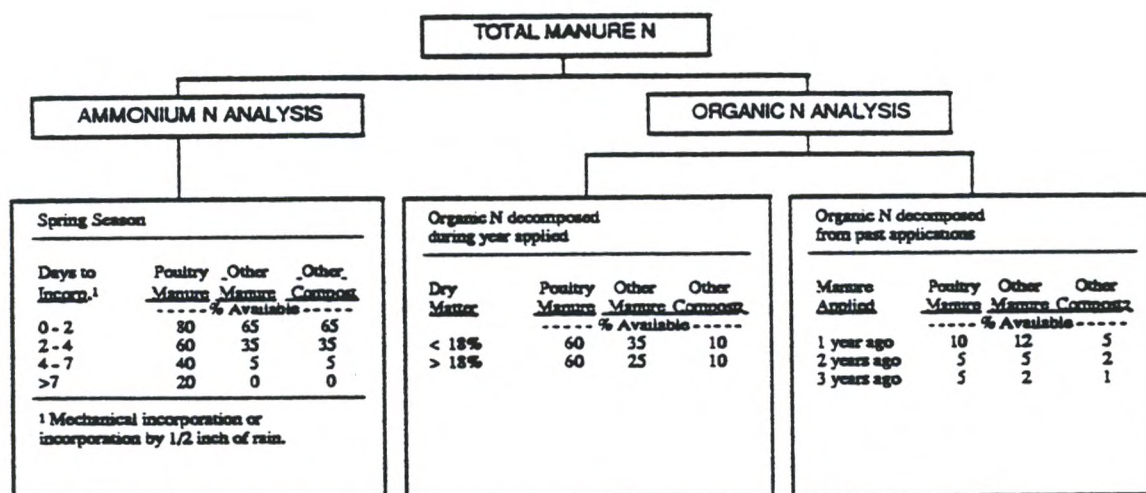 TOTAL MANURE N
AMMONIUM N ANALYSIS
ORGANIC N ANALYSIS
Spring Season
Days to Poultry Other Other
Incorp.¹ Manure Manure Compost
----- % Available -----
0 - 2 80 65 65
2 - 4 60 35 35
4 - 7 40 5 5
>7 20 0 0
¹ Mechanical incorporation or
incorporation by 1/2 inch of rain.
Organic N decomposed
during year applied
Dry Poultry Other Other
Matter Manure Manure Compost2
----- % Available -----
< 18% 60 35 10
> 18% 60 25 10
Organic N decomposed
from past applications
Manure Poultry Other Other
Applied Manure Manure Compost2
----- % Available -----
1 year ago 10 12 5
2 years ago 5 5 2
3 years ago 5 2 1